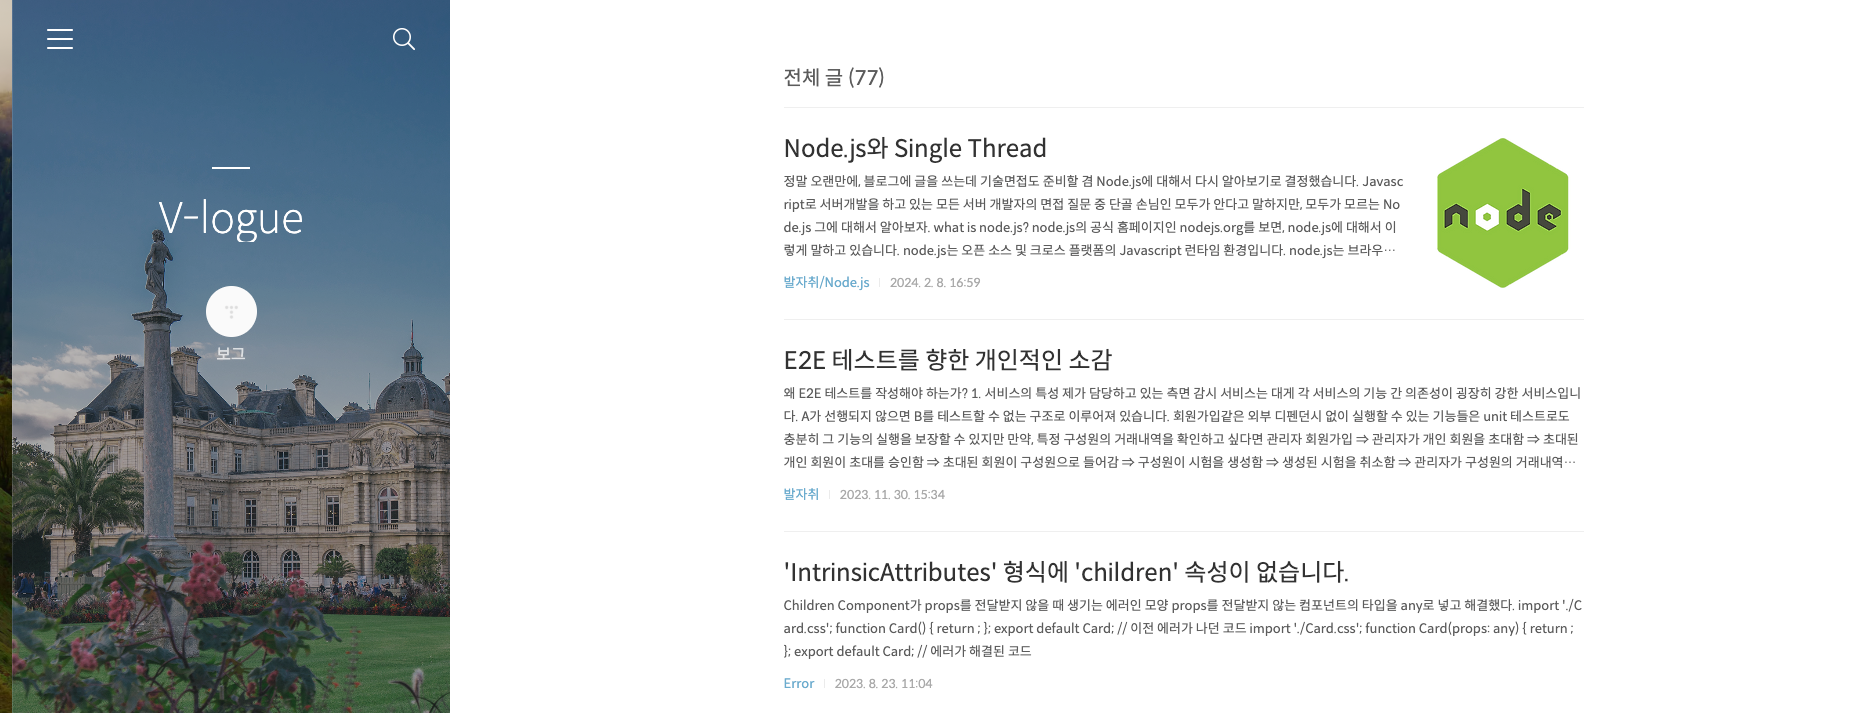 V-logue
보그
전체 글 (77)
Node.js와 Single Thread
정말 오랜만에, 블로그에 글을 쓰는데 기술면접도 준비할 겸 Node.js에 대해서 다시 알아보기로 결정했습니다. Javasc
ript로 서버개발을 하고 있는 모든 서버 개발자의 면접 질문 중 단골 손님인 모두가 안다고 말하지만, 모두가 모르는 No
de.js 그에 대해서 알아보자. what is node.js? node.js의 공식 홈페이지인 nodejs.org를 보면, node.js에 대해서 이
렇게 말하고 있습니다. node.js는 오픈 소스 및 크로스 플랫폼의 Javascript 런타임 환경입니다. node.js는 브라우…
발자취/Node.js 2024. 2. 8. 16:59
node
E2E 테스트를 향한 개인적인 소감
왜 E2E 테스트를 작성해야 하는가? 1. 서비스의 특성 제가 담당하고 있는 측면 감시 서비스는 대게 각 서비스의 기능 간 의존성이 굉장히 강한 서비스입니
다. A가 선행되지 않으면 B를 테스트할 수 없는 구조로 이루어져 있습니다. 회원가입같은 외부 디펜던시 없이 실행할 수 있는 기능들은 unit 테스트로도
충분히 그 기능의 실행을 보장할 수 있지만 만약, 특정 구성원의 거래내역을 확인하고 싶다면 관리자 회원가입 ⇒ 관리자가 개인 회원을 초대함 ⇒ 초대된
개인 회원이 초대를 승인함 ⇒ 초대된 회원이 구성원으로 들어감 ⇒ 구성원이 시험을 생성함 ⇒ 생성된 시험을 취소함 ⇒ 관리자가 구성원의 거래내역…
발자취 2023. 11. 30. 15:34
'IntrinsicAttributes' 형식에 'children' 속성이 없습니다.
Children Component가 props를 전달받지 않을 때 생기는 에러인 모양 props를 전달받지 않는 컴포넌트의 타입을 any로 넣고 해결했다. import './C
ard.css'; function Card() { return ; }; export default Card; // 이전 에러가 나던 코드 import './Card.css'; function Card(props: any) { return ;
}; export default Card; // 에러가 해결된 코드
Error 2023. 8. 23. 11:04